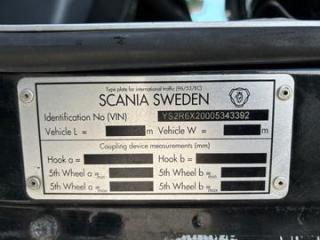 Type plate for international traffic (96/53/EC)
SCANIA SWEDEN
Identification No (VIN) YS2R6X20005343392
Vehicle L = m Vehicle W = m
Coupling device measurements (mm)
Hook a = Hook b =
5th Wheel a = 5th Wheel b =
5th Wheel a = 5th Wheel b =